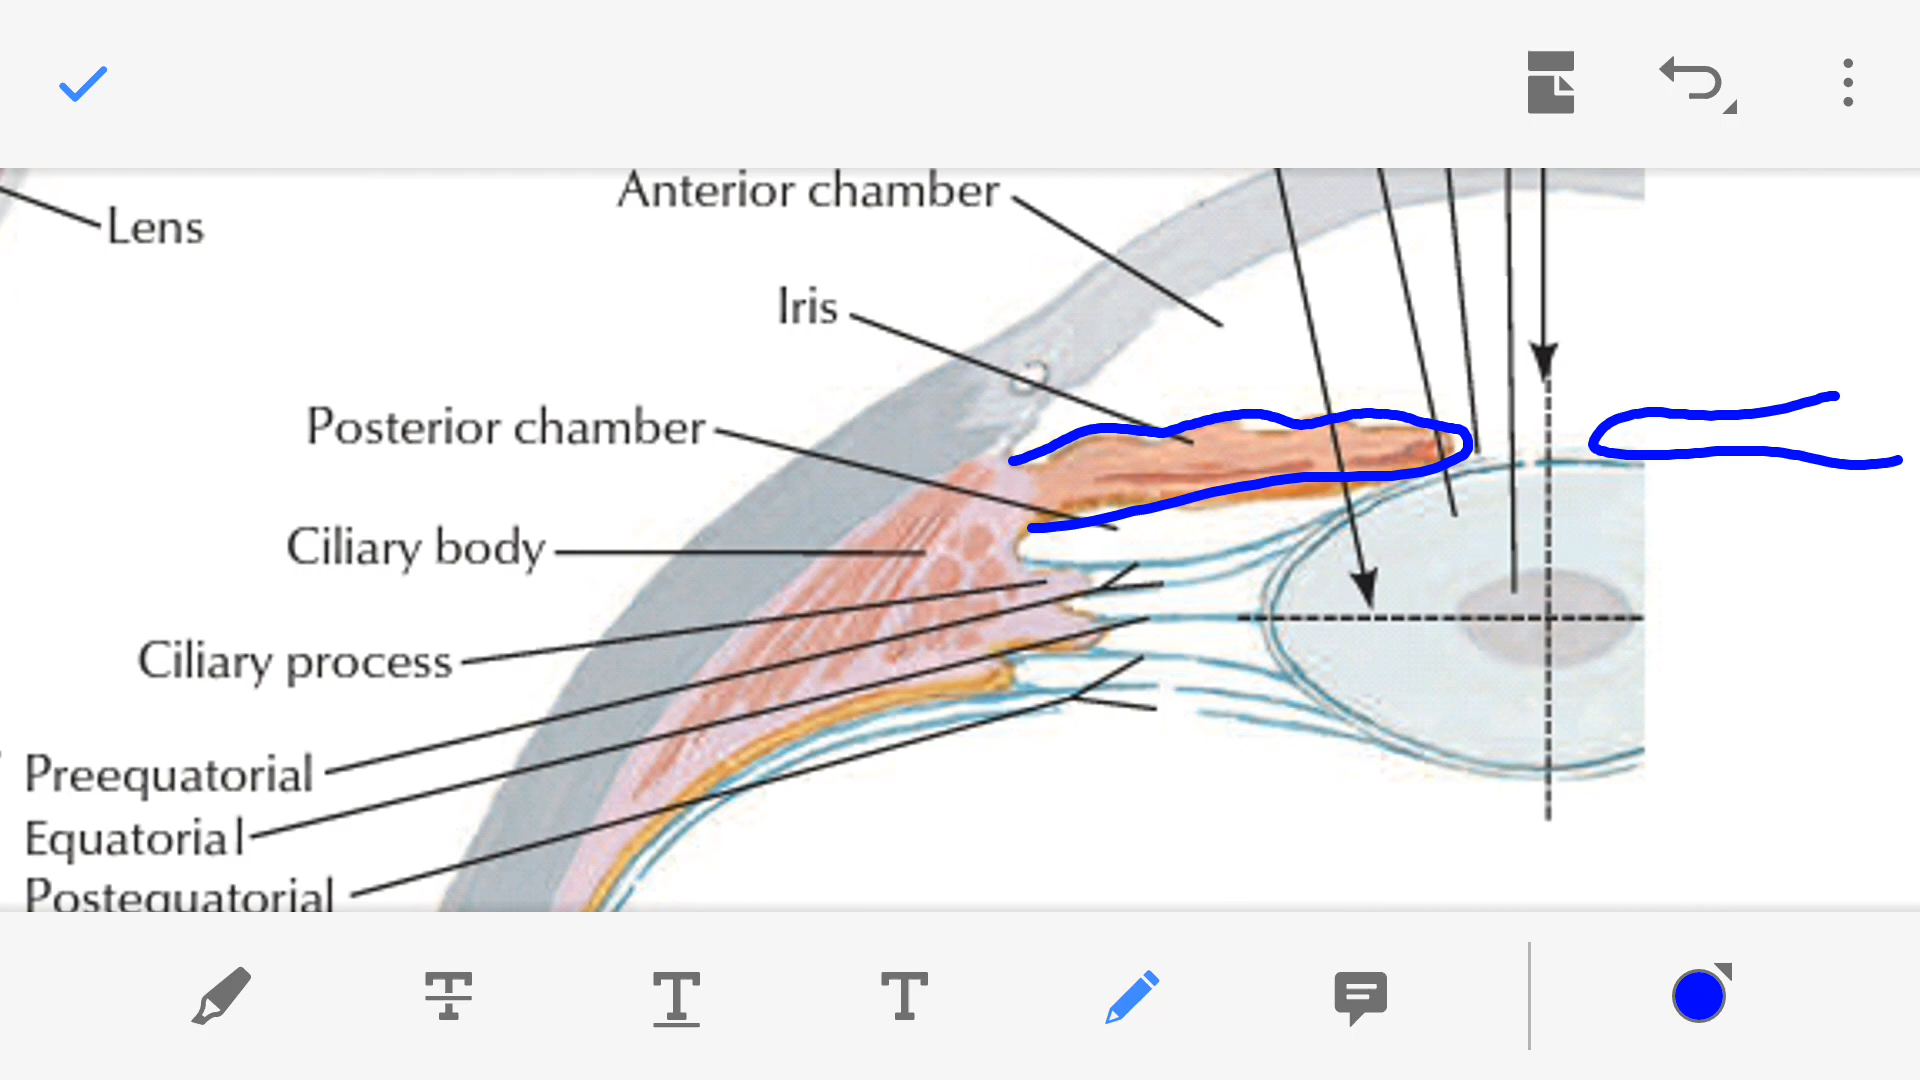 Anterior chamber
Lens
Iris
Posterior chamber
Ciliary body
Ciliary process
Preequatorial
Equatorial
Postequatorial